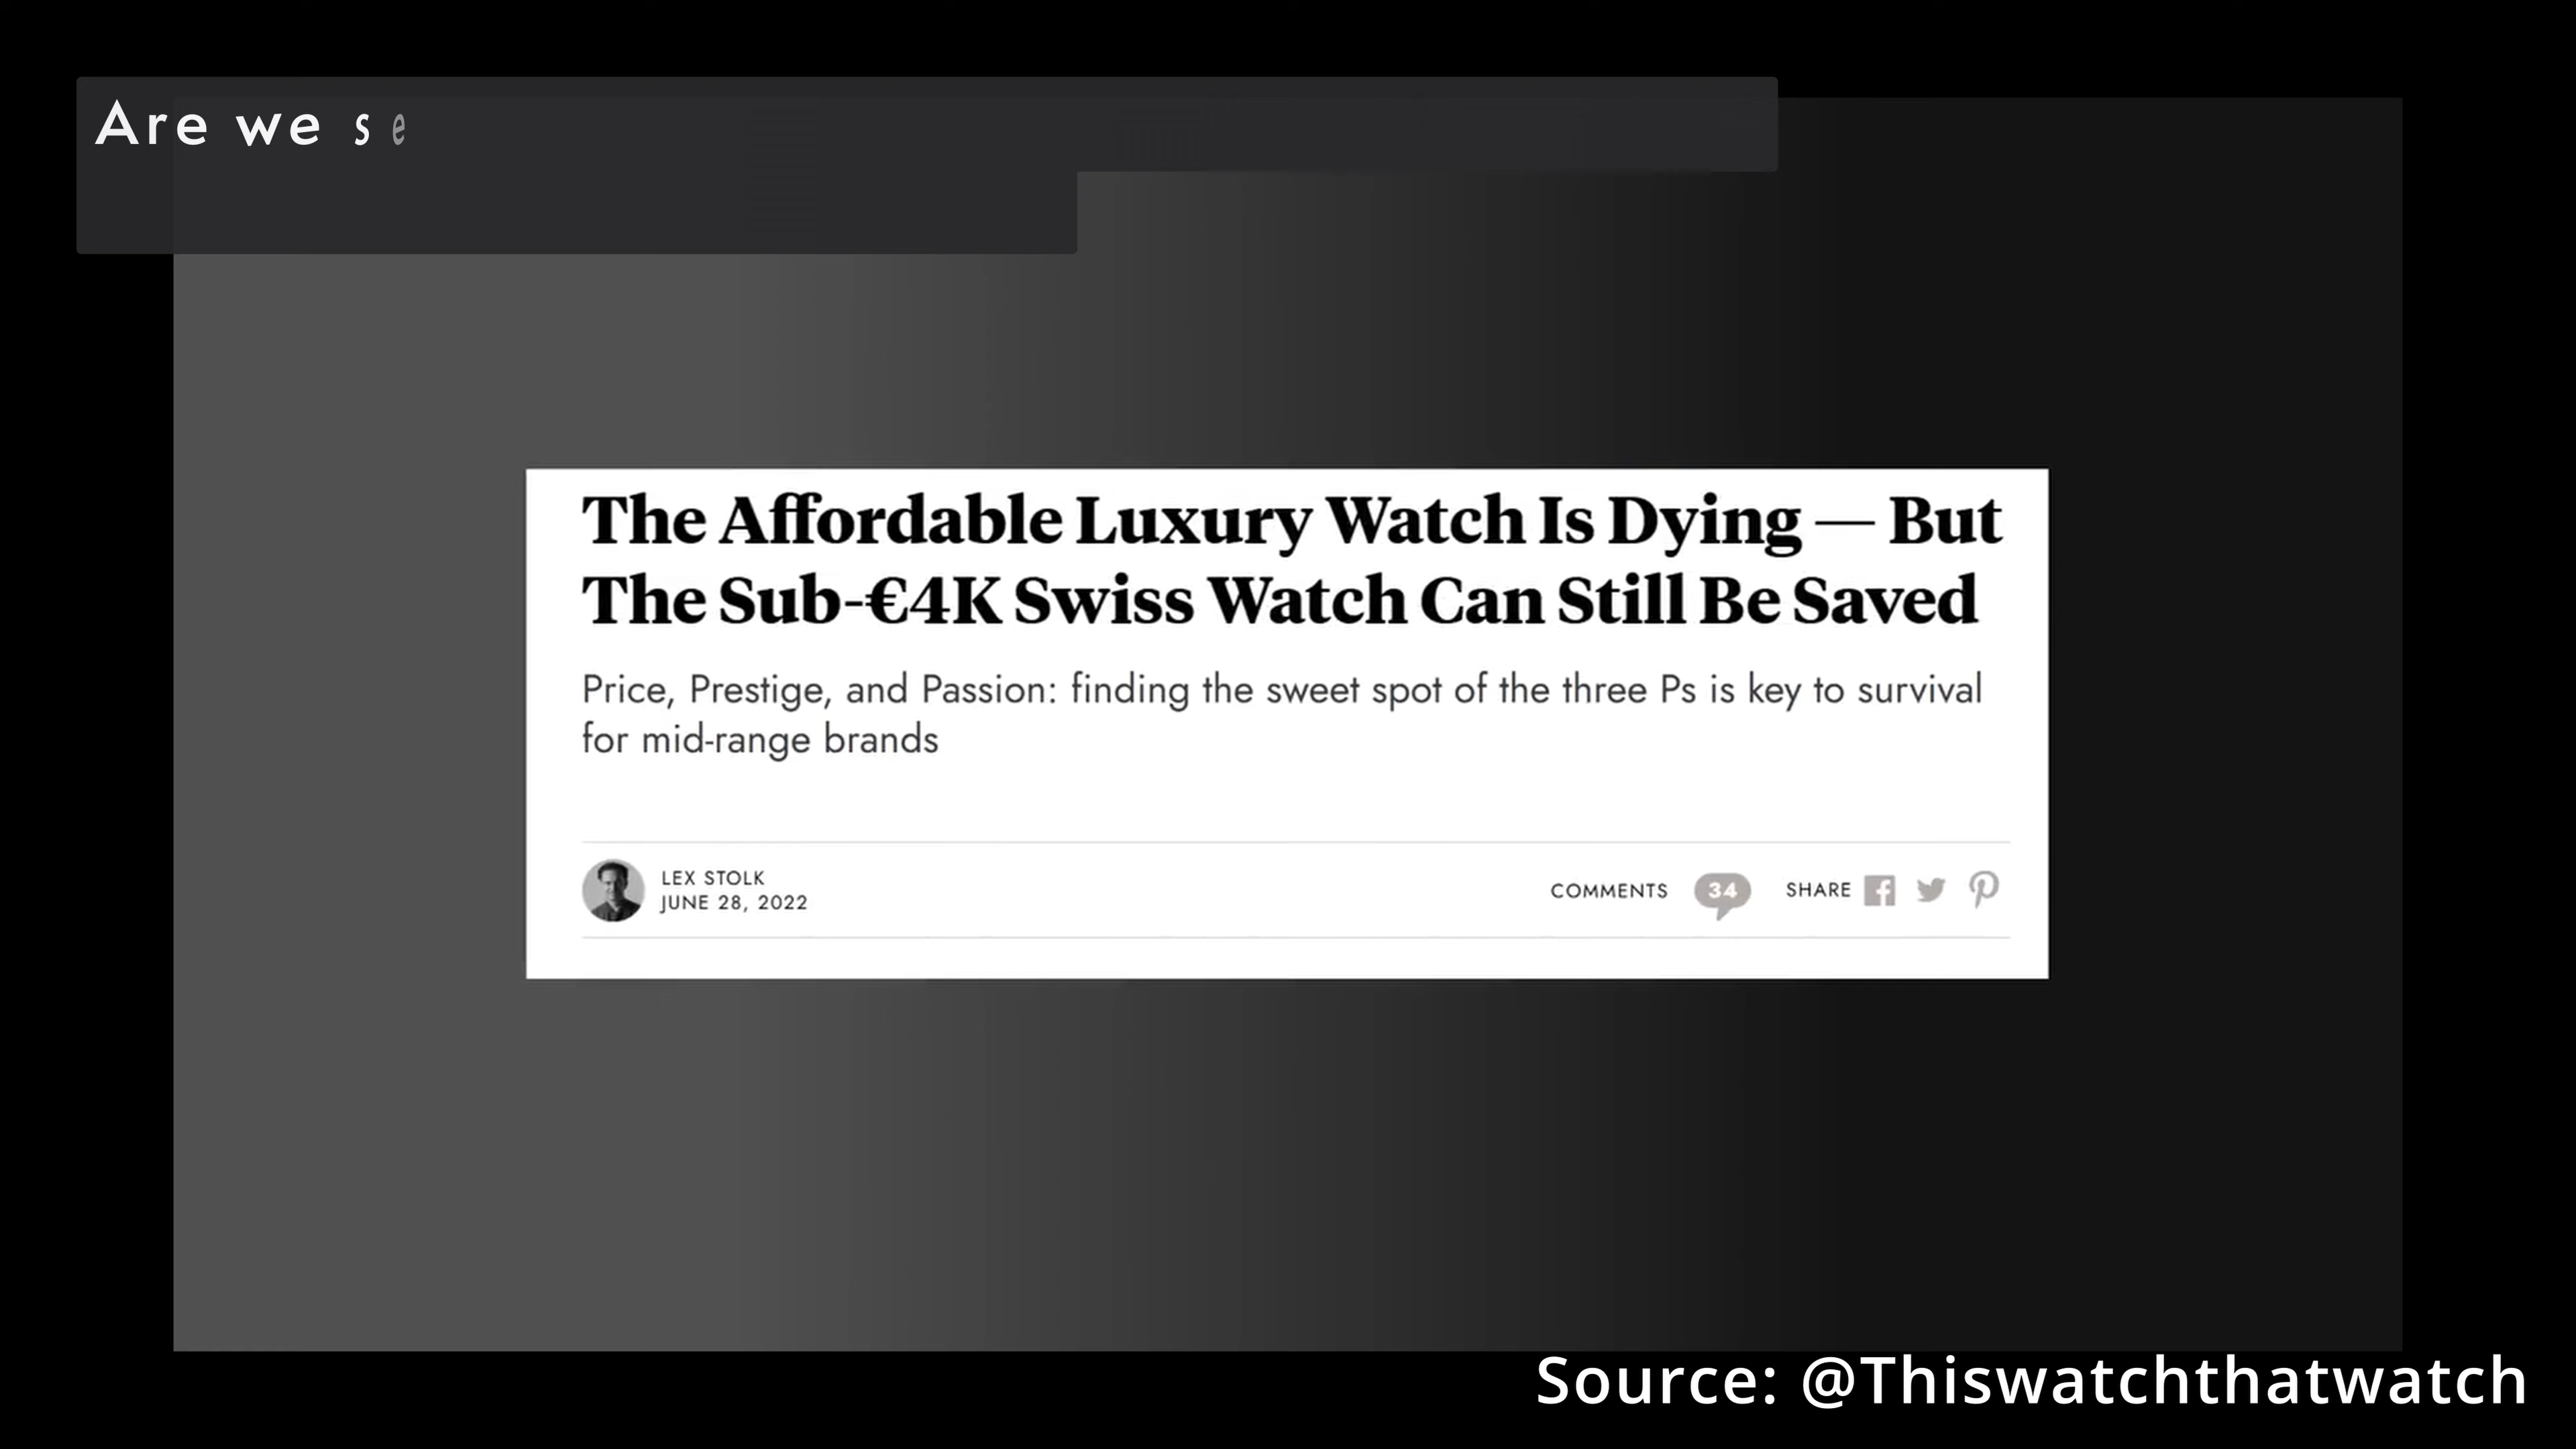 Are we se
The Affordable Luxury Watch Is Dying — But
The Sub-€4K Swiss Watch Can Still Be Saved
Price, Prestige, and Passion: finding the sweet spot of the three Ps is key to survival
for mid-range brands
LEX STOLK
JUNE 28, 2022
COMMENTS 34 SHARE
Source: @Thiswatchthatwatch